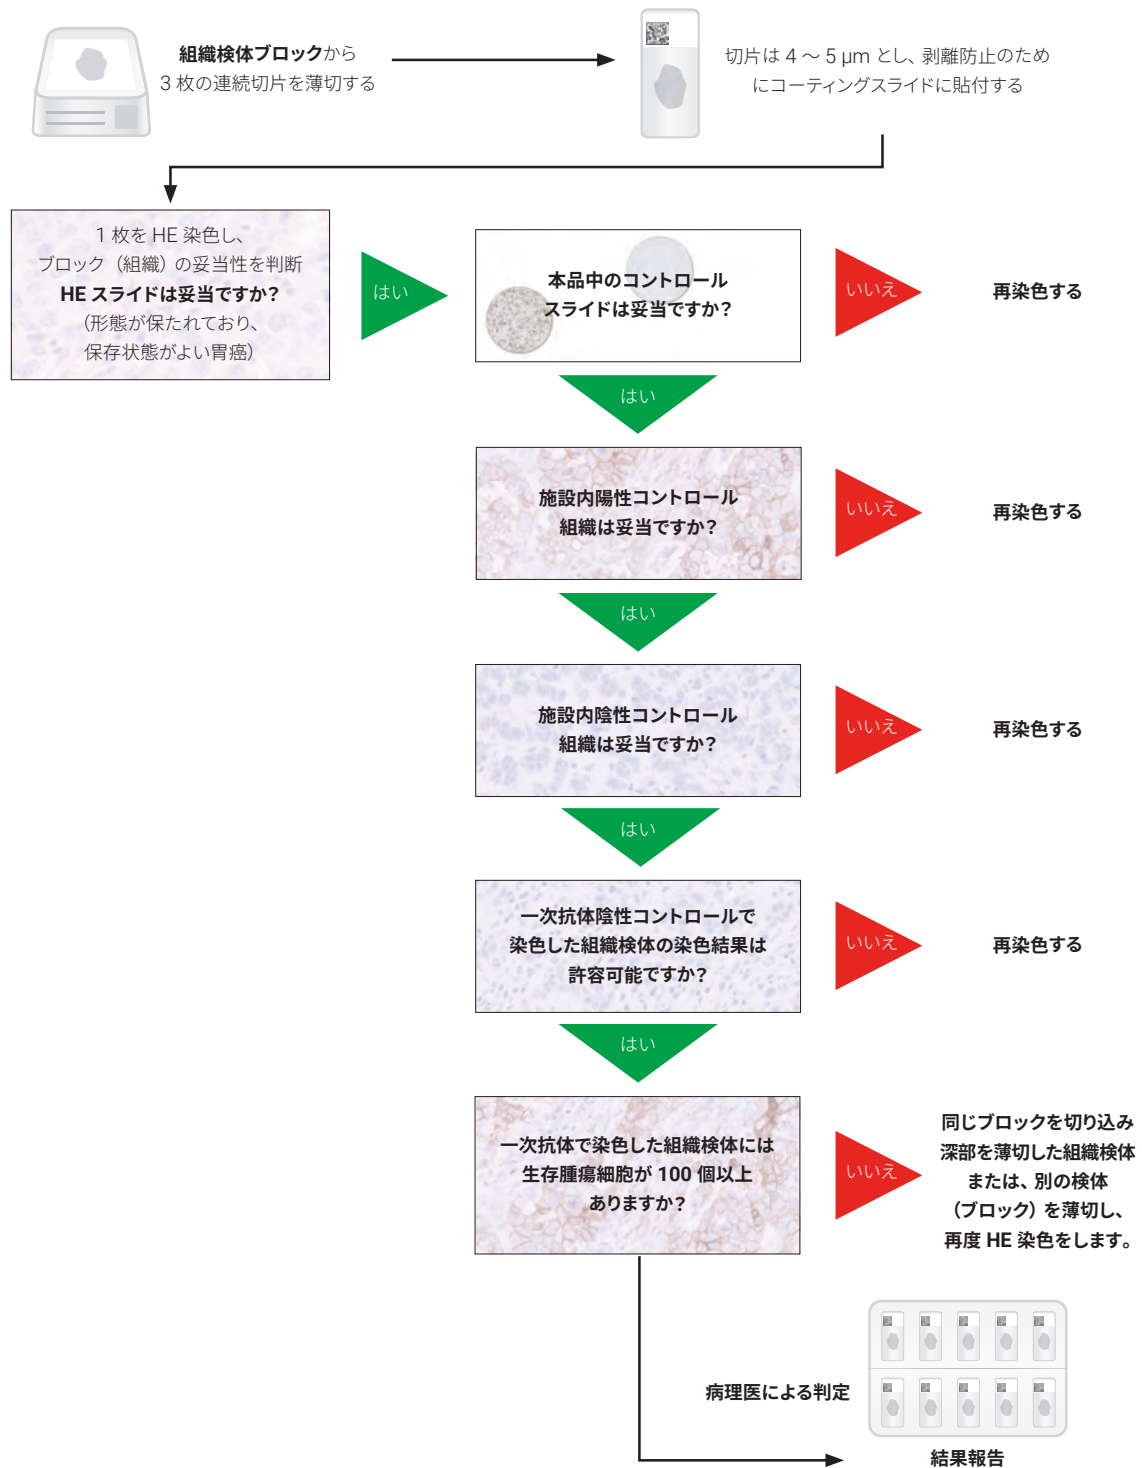 組織検体ブロックから
3 枚の連続切片を薄切する
切片は 4 ～ 5 μm とし、剥離防止のため
にコーティングスライドに貼付する
1 枚を HE 染色し、
ブロック（組織）の妥当性を判断
HE スライドは妥当ですか？
（形態が保たれており、
保存状態がよい胃癌）
はい
本品中のコントロール
スライドは妥当ですか？
いいえ
再染色する
はい
施設内陽性コントロール
組織は妥当ですか？
いいえ
再染色する
はい
施設内陰性コントロール
組織は妥当ですか？
いいえ
再染色する
はい
一次抗体陰性コントロールで
染色した組織検体の染色結果は
許容可能ですか？
いいえ
再染色する
はい
一次抗体で染色した組織検体には
生存腫瘍細胞が 100 個以上
ありますか？
いいえ
同じブロックを切り込み
深部を薄切した組織検体
または、別の検体
（ブロック）を薄切し、
再度 HE 染色をします。
病理医による判定
結果報告